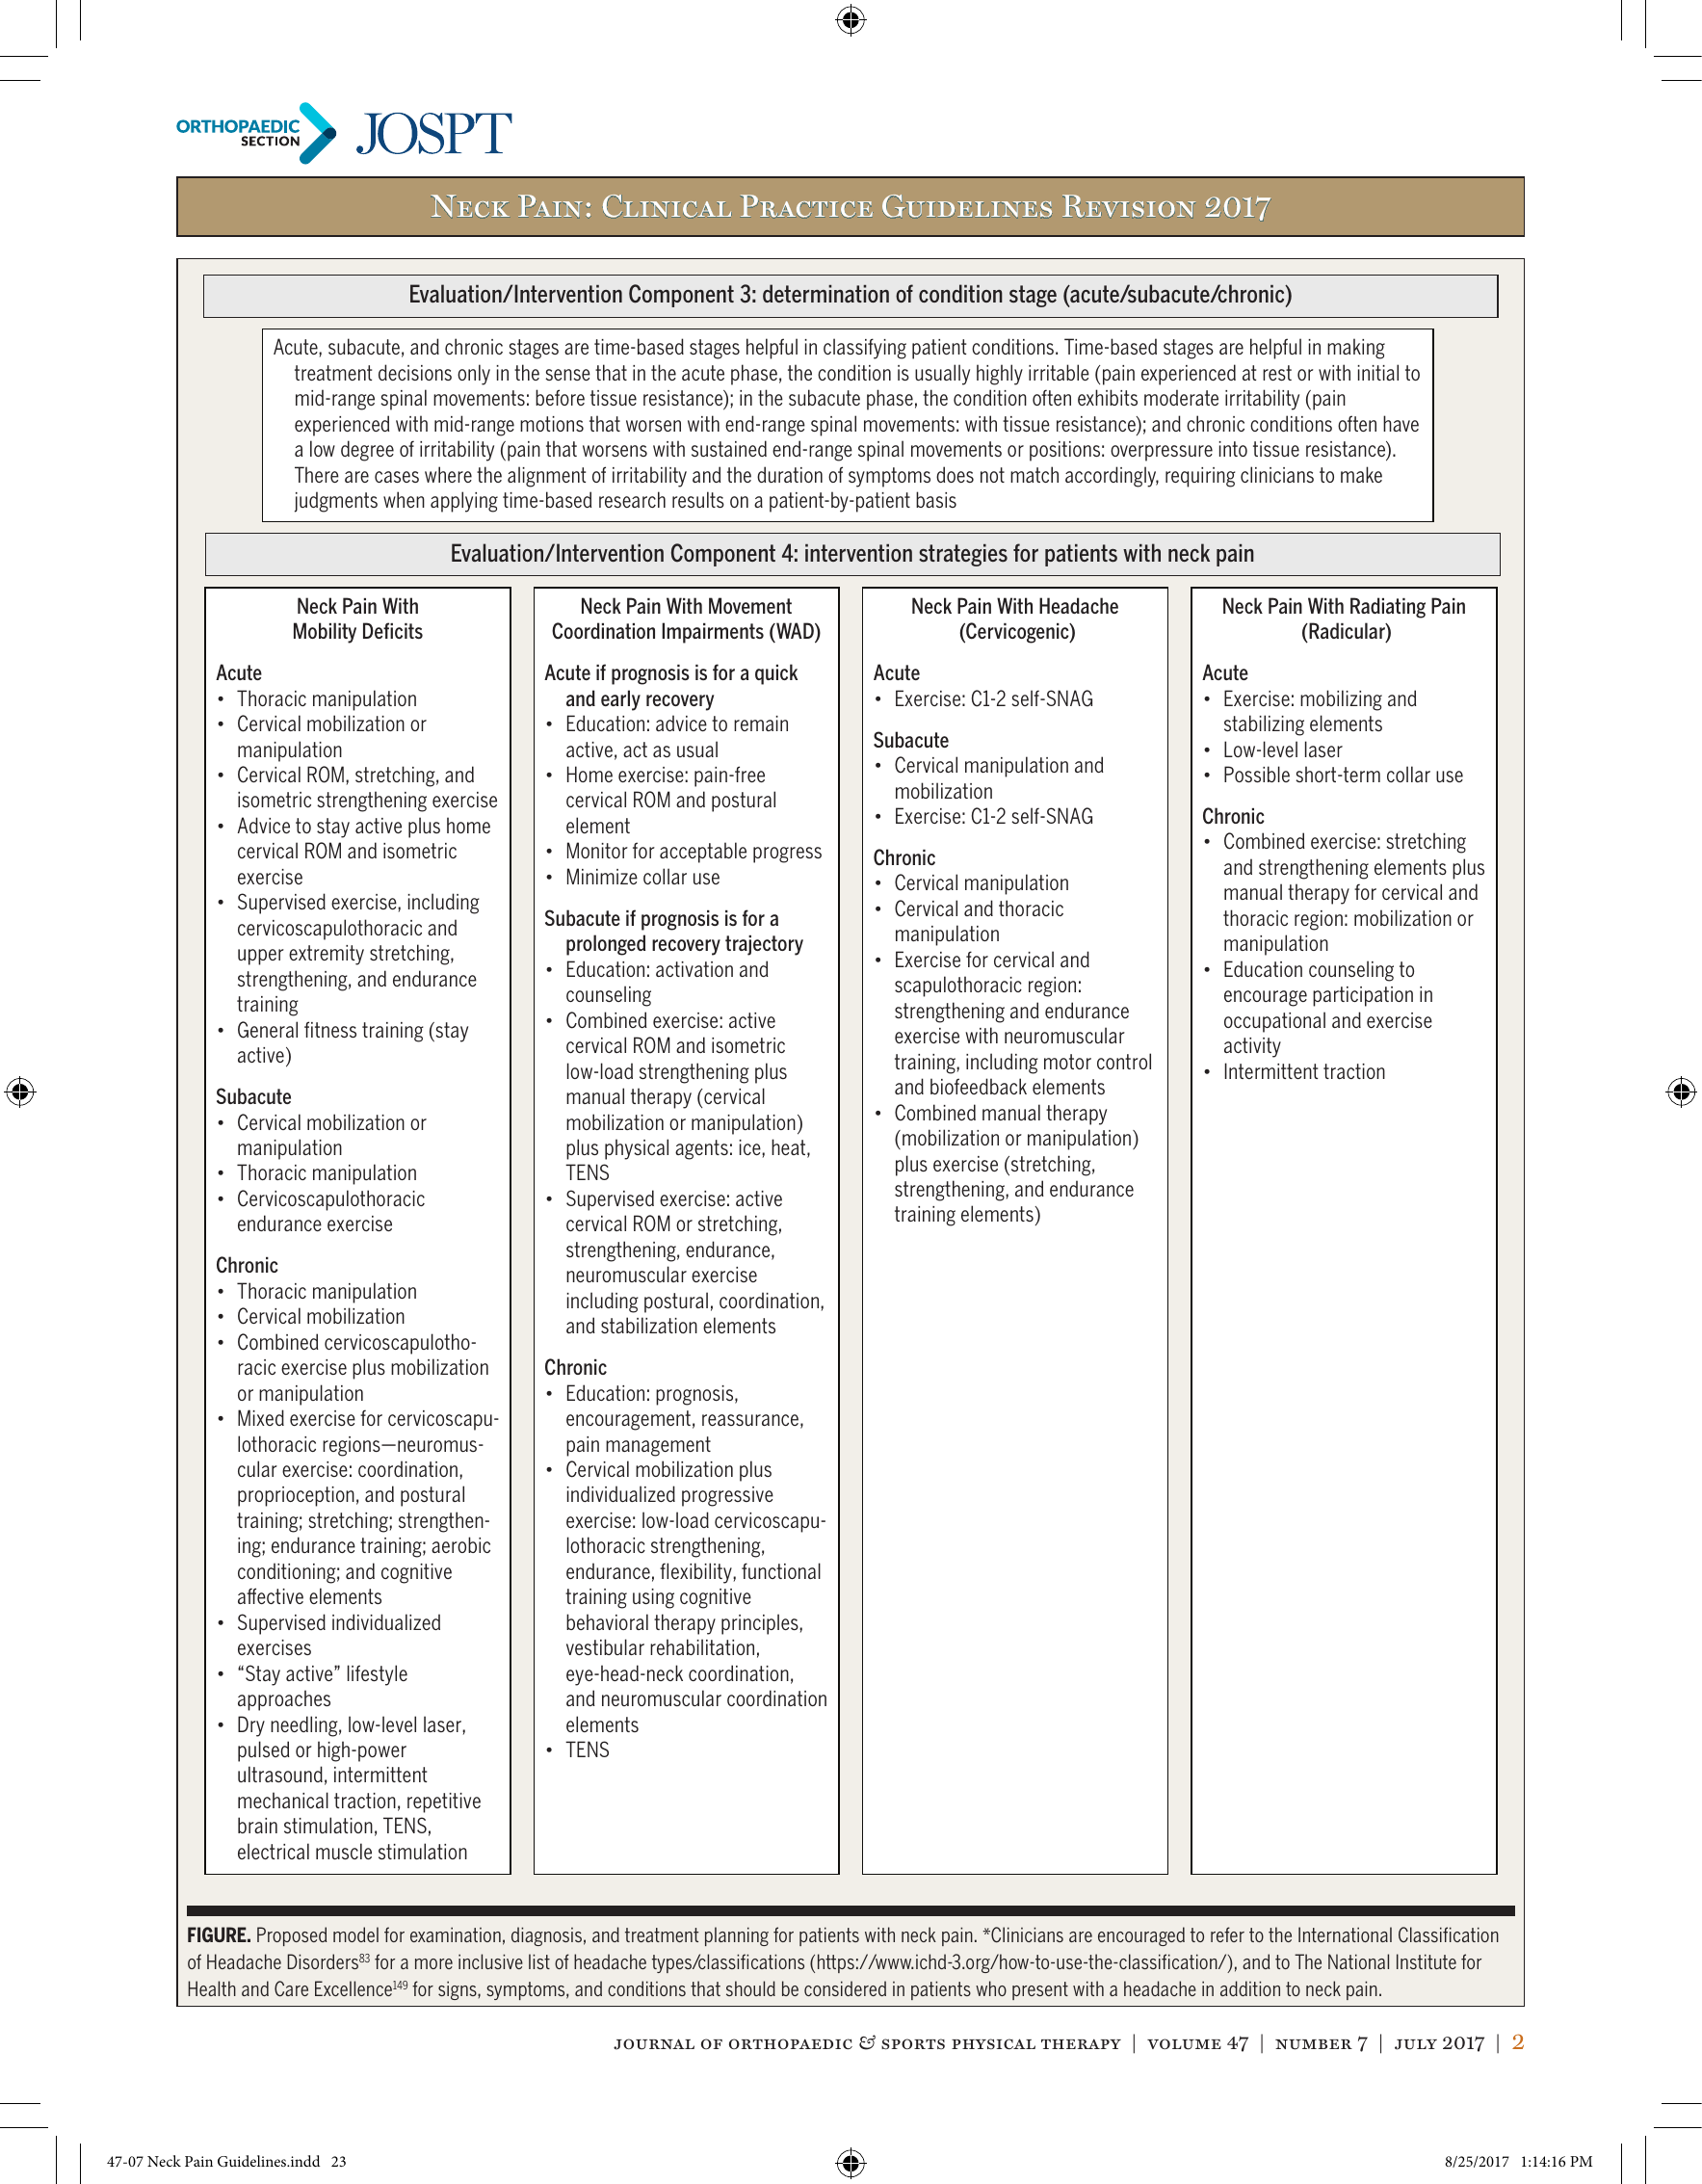 ORTHOPAEDIC
SECTION
JOSPT
Neck Pain: Clinical Practice Guidelines Revision 2017
Evaluation/Intervention Component 3: determination of condition stage (acute/subacute/chronic)
Acute, subacute, and chronic stages are time-based stages helpful in classifying patient conditions. Time-based stages are helpful in making
treatment decisions only in the sense that in the acute phase, the condition is usually highly irritable (pain experienced at rest or with initial to
mid-range spinal movements: before tissue resistance); in the subacute phase, the condition often exhibits moderate irritability (pain
experienced with mid-range motions that worsen with end-range spinal movements: with tissue resistance); and chronic conditions often have
a low degree of irritability (pain that worsens with sustained end-range spinal movements or positions: overpressure into tissue resistance).
There are cases where the alignment of irritability and the duration of symptoms does not match accordingly, requiring clinicians to make
judgments when applying time-based research results on a patient-by-patient basis
Evaluation/Intervention Component 4: intervention strategies for patients with neck pain
Neck Pain With
Mobility Deficits
Acute
• Thoracic manipulation
• Cervical mobilization or
manipulation
• Cervical ROM, stretching, and
isometric strengthening exercise
• Advice to stay active plus home
cervical ROM and isometric
exercise
• Supervised exercise, including
cervicoscapulothoracic and
upper extremity stretching,
strengthening, and endurance
training
• General fitness training (stay
active)
Subacute
• Cervical mobilization or
manipulation
• Thoracic manipulation
• Cervicoscapulothoracic
endurance exercise
Chronic
• Thoracic manipulation
• Cervical mobilization
• Combined cervicoscapulotho-
racic exercise plus mobilization
or manipulation
• Mixed exercise for cervicoscapu-
lothoracic regions—neuromus-
cular exercise: coordination,
proprioception, and postural
training; stretching; strengthen-
ing; endurance training; aerobic
conditioning; and cognitive
affective elements
• Supervised individualized
exercises
• “Stay active” lifestyle
approaches
• Dry needling, low-level laser,
pulsed or high-power
ultrasound, intermittent
mechanical traction, repetitive
brain stimulation, TENS,
electrical muscle stimulation
Neck Pain With Movement
Coordination Impairments (WAD)
Acute if prognosis is for a quick
and early recovery
• Education: advice to remain
active, act as usual
• Home exercise: pain-free
cervical ROM and postural
element
• Monitor for acceptable progress
• Minimize collar use
Subacute if prognosis is for a
prolonged recovery trajectory
• Education: activation and
counseling
• Combined exercise: active
cervical ROM and isometric
low-load strengthening plus
manual therapy (cervical
mobilization or manipulation)
plus physical agents: ice, heat,
TENS
• Supervised exercise: active
cervical ROM or stretching,
strengthening, endurance,
neuromuscular exercise
including postural, coordination,
and stabilization elements
Chronic
• Education: prognosis,
encouragement, reassurance,
pain management
• Cervical mobilization plus
individualized progressive
exercise: low-load cervicoscapu-
lothoracic strengthening,
endurance, flexibility, functional
training using cognitive
behavioral therapy principles,
vestibular rehabilitation,
eye-head-neck coordination,
and neuromuscular coordination
elements
• TENS
Neck Pain With Headache
(Cervicogenic)
Acute
• Exercise: C1-2 self-SNAG
Subacute
• Cervical manipulation and
mobilization
• Exercise: C1-2 self-SNAG
Chronic
• Cervical manipulation
• Cervical and thoracic
manipulation
• Exercise for cervical and
scapulothoracic region:
strengthening and endurance
exercise with neuromuscular
training, including motor control
and biofeedback elements
• Combined manual therapy
(mobilization or manipulation)
plus exercise (stretching,
strengthening, and endurance
training elements)
Neck Pain With Radiating Pain
(Radicular)
Acute
• Exercise: mobilizing and
stabilizing elements
• Low-level laser
• Possible short-term collar use
Chronic
• Combined exercise: stretching
and strengthening elements plus
manual therapy for cervical and
thoracic region: mobilization or
manipulation
• Education counseling to
encourage participation in
occupational and exercise
activity
• Intermittent traction
FIGURE. Proposed model for examination, diagnosis, and treatment planning for patients with neck pain. *Clinicians are encouraged to refer to the International Classification
of Headache Disorders83 for a more inclusive list of headache types/classifications (https://www.ichd-3.org/how-to-use-the-classification/), and to The National Institute for
Health and Care Excellence149 for signs, symptoms, and conditions that should be considered in patients who present with a headache in addition to neck pain.
journal of orthopaedic & sports physical therapy | volume 47 | number 7 | july 2017 | 2
47-07 Neck Pain Guidelines.indd 23
8/25/2017 1:14:16 PM